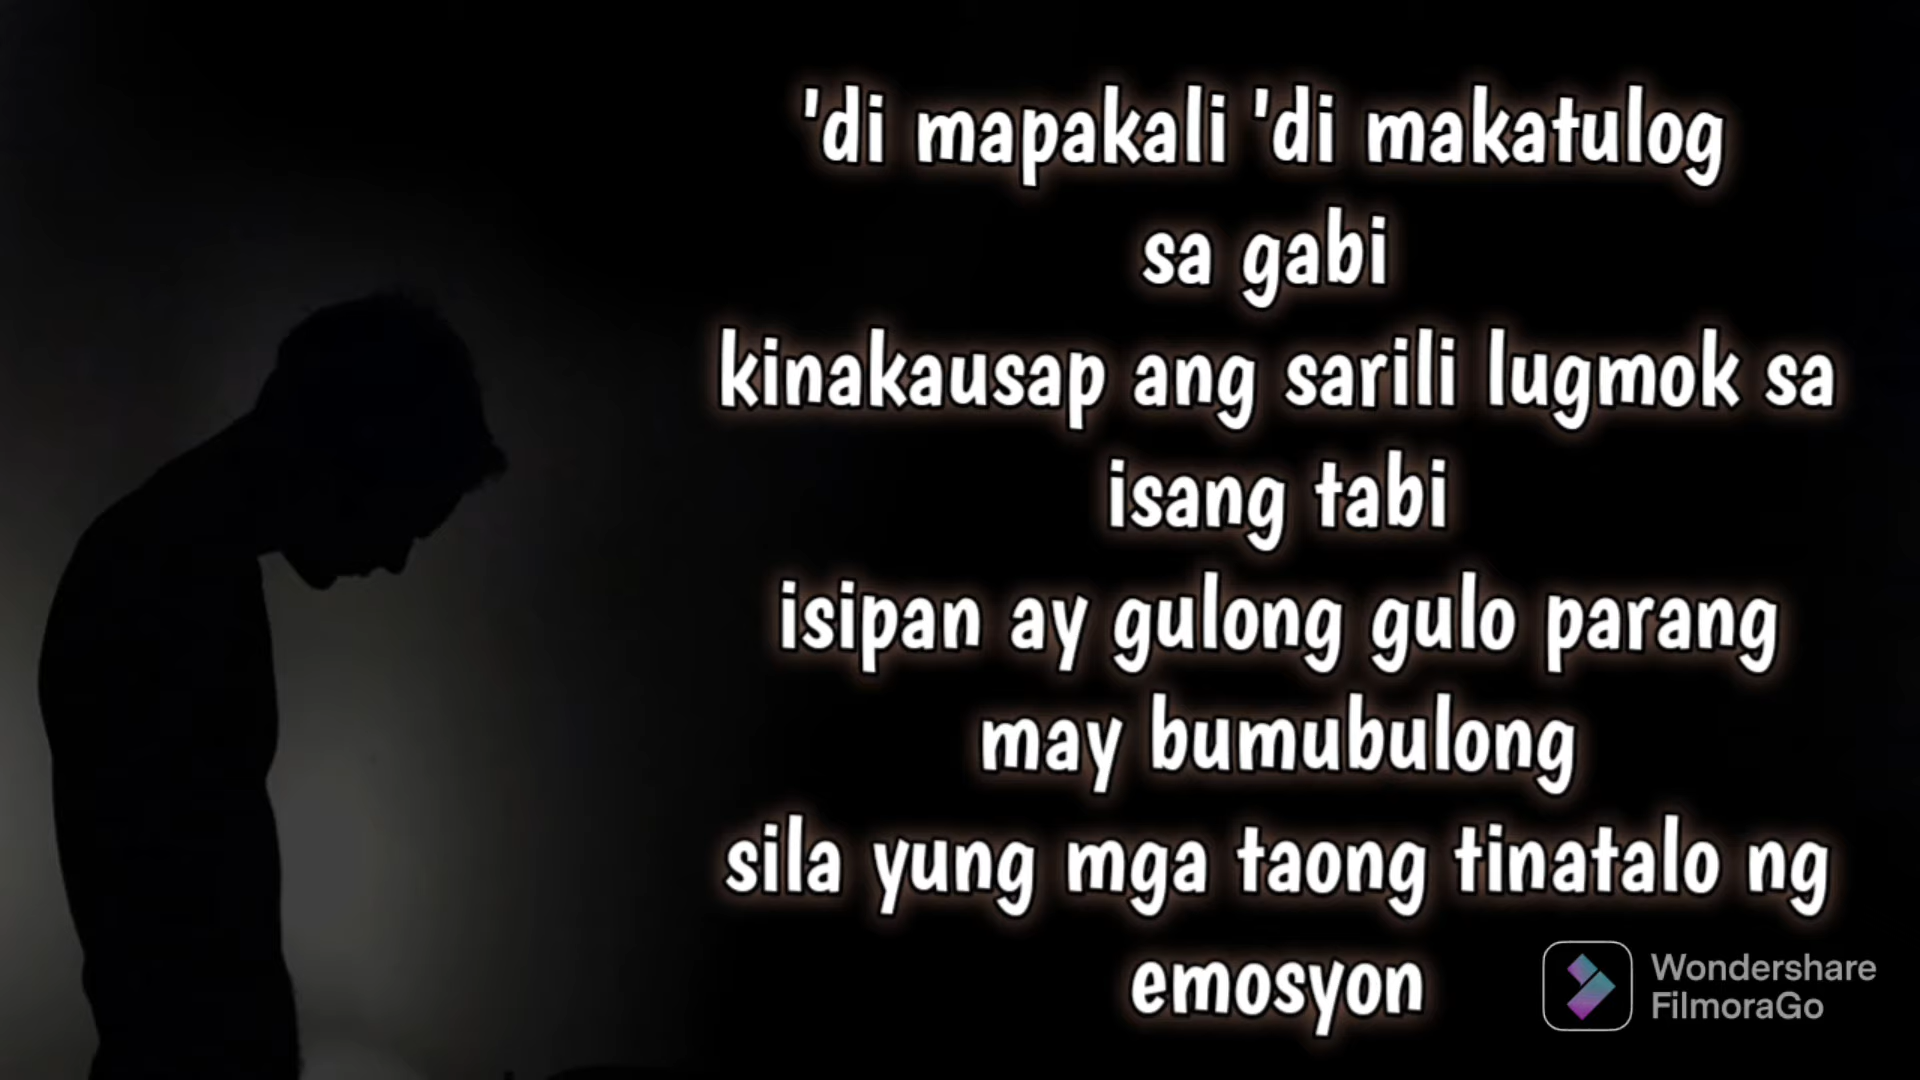 'di mapakali 'di makatulog
sa gabi
kinakausap ang sarili lugmok sa
isang tabi
isipan ay gulong gulo parang
may bumubulong
sila yung mga taong tinatalo ng
emosyon
Wondershare
FilmoraGo